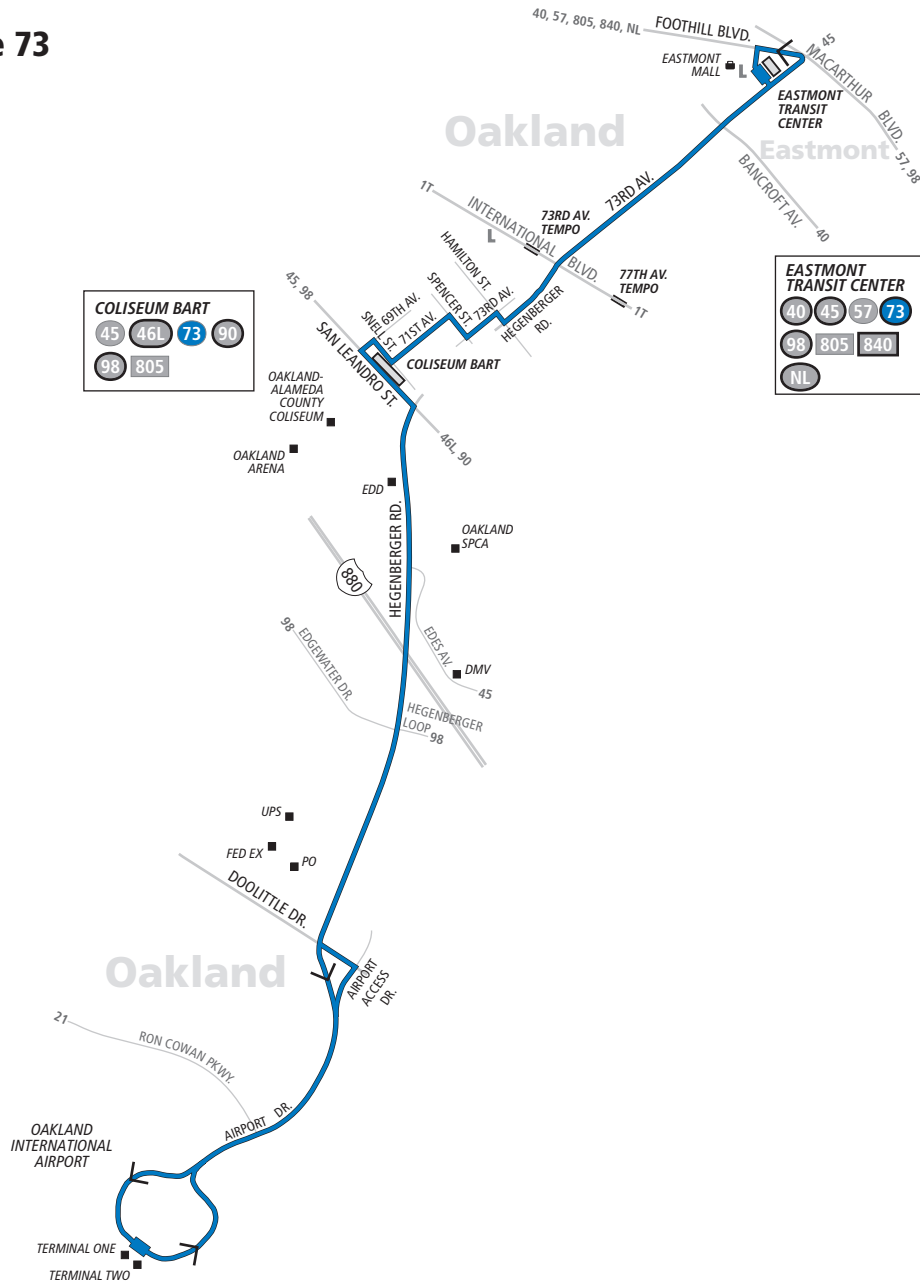 e 73
40, 57, 805, 840, NL
FOOTHILL BLVD.
45
MACARTHUR
BLVD.
57, 98
EASTMONT
MALL
L
EASTMONT
TRANSIT
CENTER
Oakland
Eastmont
BANCROFT AV.
40
73RD AV.
1T
INTERNATIONAL
BLVD.
1T
L
73RD AV.
TEMPO
77TH AV.
TEMPO
HAMILTON ST.
SPENCER ST.
73RD AV.
HEGENBERGER
RD.
45, 98
SNELL ST.
69TH AV.
71ST AV.
SAN LEANDRO ST.
COLISEUM BART
46L, 90
COLISEUM BART
45 46L 73 90
98 805
EASTMONT
TRANSIT CENTER
40 45 57 73
98 805 840
NL
OAKLAND-
ALAMEDA
COUNTY
COLISEUM
OAKLAND
ARENA
EDD
HEGENBERGER RD.
OAKLAND
SPCA
880
EDES AV.
DMV
45
98
EDGEWATER DR.
HEGENBERGER
LOOP
98
UPS
FED EX
PO
DOOLITTLE DR.
Oakland
AIRPORT
ACCESS
DR.
21
RON COWAN PKWY.
AIRPORT DR.
OAKLAND
INTERNATIONAL
AIRPORT
TERMINAL ONE
TERMINAL TWO